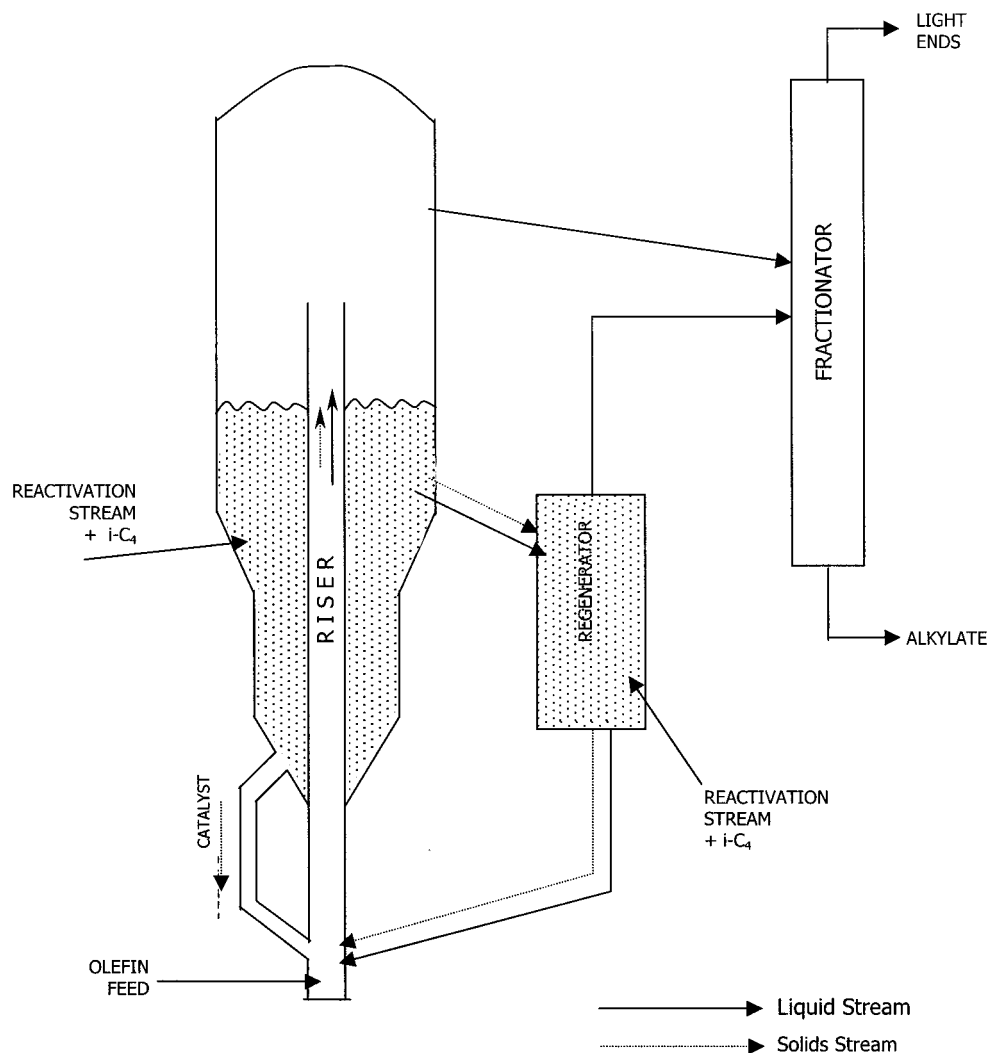 LIGHT
ENDS
FRACTIONATOR
REACTIVATION
STREAM
+ i-C₄
RISER
REGENERATOR
ALKYLATE
CATALYST
REACTIVATION
STREAM
+ i-C₄
OLEFIN
FEED
Liquid Stream
Solids Stream